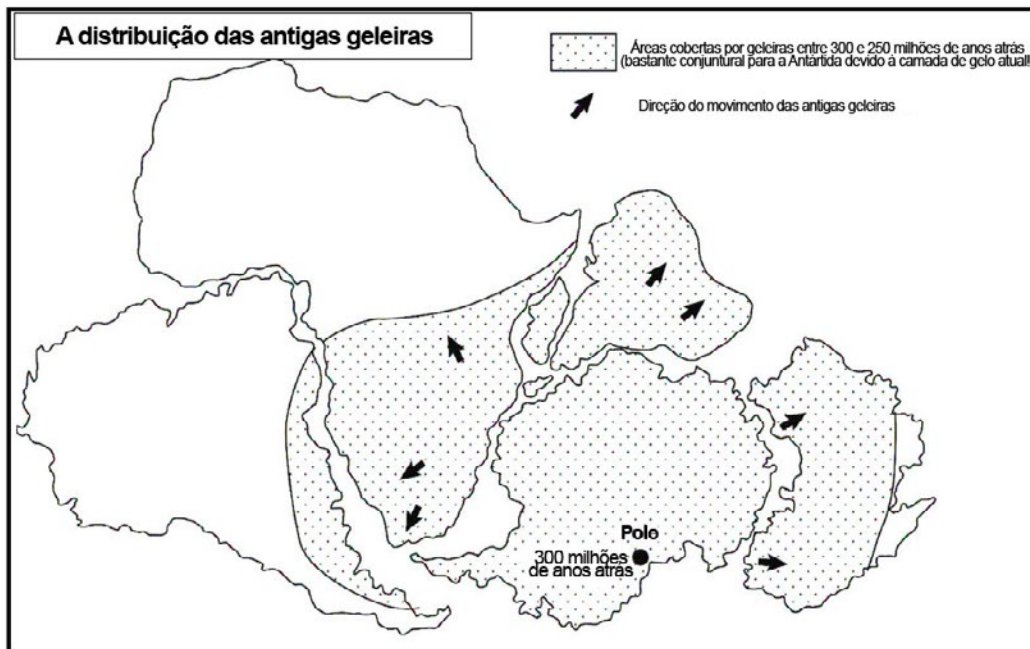 A distribuição das antigas geleiras
Áreas cobertas por geleiras entre 300 e 250 milhões de anos atrás
(bastante conjuntural para a Antártida devido à camada de gelo atual!
Direção do movimento das antigas geleiras
Polo
300 milhões
de anos atrás